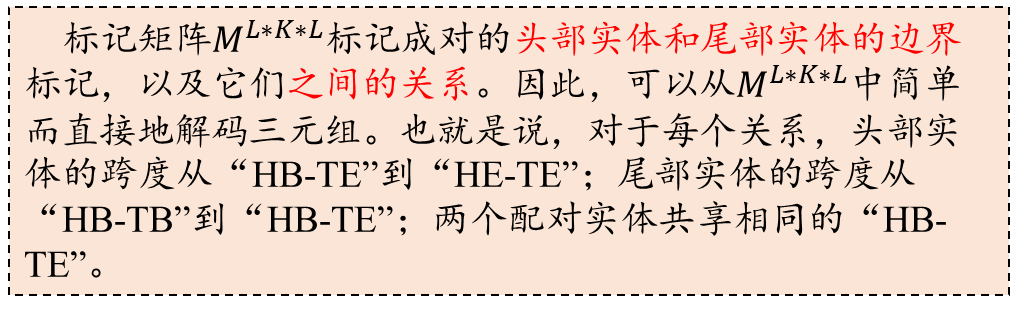 标记矩阵M^{L*K*L}标记成对的头部实体和尾部实体的边界
标记，以及它们之间的关系。因此，可以从M^{L*K*L}中简单
而直接地解码三元组。也就是说，对于每个关系，头部实
体的跨度从“HB-TE”到“HE-TE”；尾部实体的跨度从
“HB-TB”到“HB-TE”；两个配对实体共享相同的“HB-
TE”。